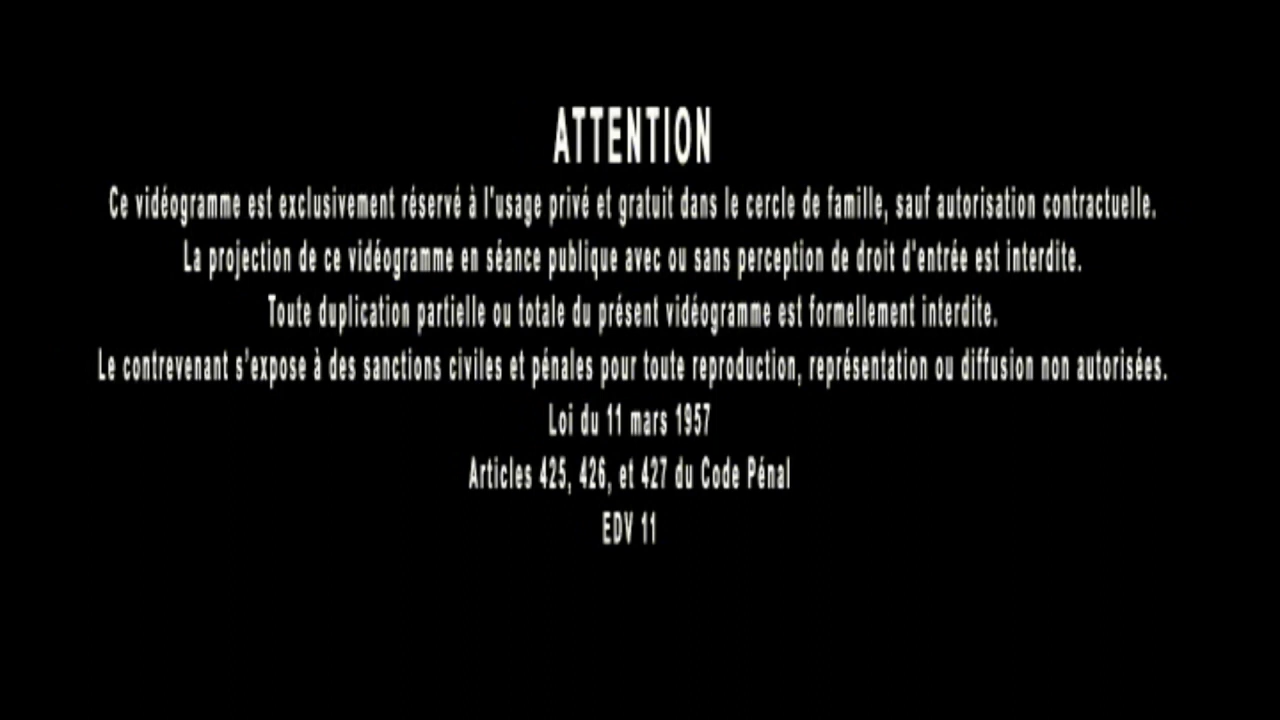 ATTENTION
Ce vidéogramme est exclusivement réservé à l'usage privé et gratuit dans le cercle de famille, sauf autorisation contractuelle.
La projection de ce vidéogramme en séance publique avec ou sans perception de droit d'entrée est interdite.
Toute duplication partielle ou totale du présent vidéogramme est formellement interdite.
Le contrevenant s'expose à des sanctions civiles et pénales pour toute reproduction, représentation ou diffusion non autorisées.
Loi du 11 mars 1957
Articles 425, 426, et 427 du Code Pénal
EDV 11